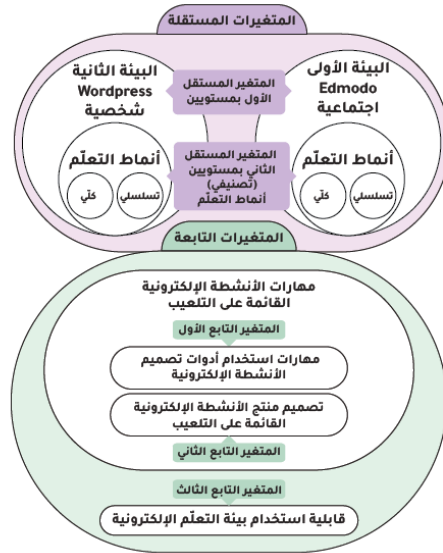 المتغيرات المستقلة
البيئة الأولى
Edmodo
اجتماعية
المتغير المستقل
الأول بمستويين
البيئة الثانية
Wordpress
شخصية
أنماط التعلّم
تسلسلي
كلّي
المتغير المستقل
الثاني بمستويين
(تصنيفي)
أنماط التعلّم
أنماط التعلّم
تسلسلي
كلّي
المتغيرات التابعة
مهارات الأنشطة الإلكترونية
القائمة على التلعيب
المتغير التابع الأول
مهارات استخدام أدوات تصميم
الأنشطة الإلكترونية
تصميم منتج الأنشطة الإلكترونية
القائمة على التلعيب
المتغير التابع الثاني
المتغير التابع الثالث
قابلية استخدام بيئة التعلّم الإلكترونية